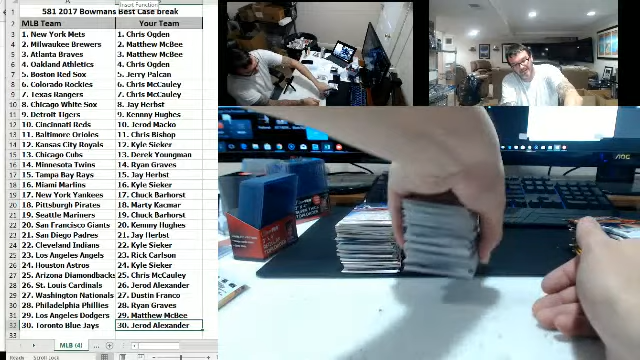 Insert Function
581 2017 Bowmans Best Case break
MLB Team Your Team
1. New York Mets 1. Chris Ogden
2. Milwaukee Brewers 2. Matthew McBee
3. Atlanta Braves 3. Matthew McBee
4. Oakland Athletics 4. Chris Ogden
5. Boston Red Sox 5. Jerry Palcan
6. Colorado Rockies 6. Chris McCauley
7. Texas Rangers 7. Chris McCauley
8. Chicago White Sox 8. Jay Herbst
9. Detroit Tigers 9. Kennny Hughes
10. Cincinnati Reds 10. Jerod Macko
11. Baltimore Orioles 11. Chris Bishop
12. Kansas City Royals 12. Kyle Sieker
13. Chicago Cubs 13. Derek Youngman
14. Minnesota Twins 14. Ryan Graves
15. Tampa Bay Rays 15. Jay Herbst
16. Miami Marlins 16. Kyle Sieker
17. New York Yankees 17. Chuck Barhorst
18. Pittsburgh Pirates 18. Marty Kacmar
19. Seattle Mariners 19. Chuck Barhorst
20. San Francisco Giants 20. Kennny Hughes
21. San Diego Padres 21. Jay Herbst
22. Cleveland Indians 22. Kyle Sieker
23. Los Angeles Angels 23. Rick Carlson
24. Houston Astros 24. Kyle Sieker
25. Arizona Diamondbacks 25. Chris McCauley
26. St. Louis Cardinals 26. Jerod Alexander
27. Washington Nationals 27. Dustin Franco
28. Philadelphia Phillies 28. Ryan Graves
29. Los Angeles Dodgers 29. Matthew McBee
30. Toronto Blue Jays 30. Jerod Alexander
MLB (4)
Ready Scroll Lock
AOC